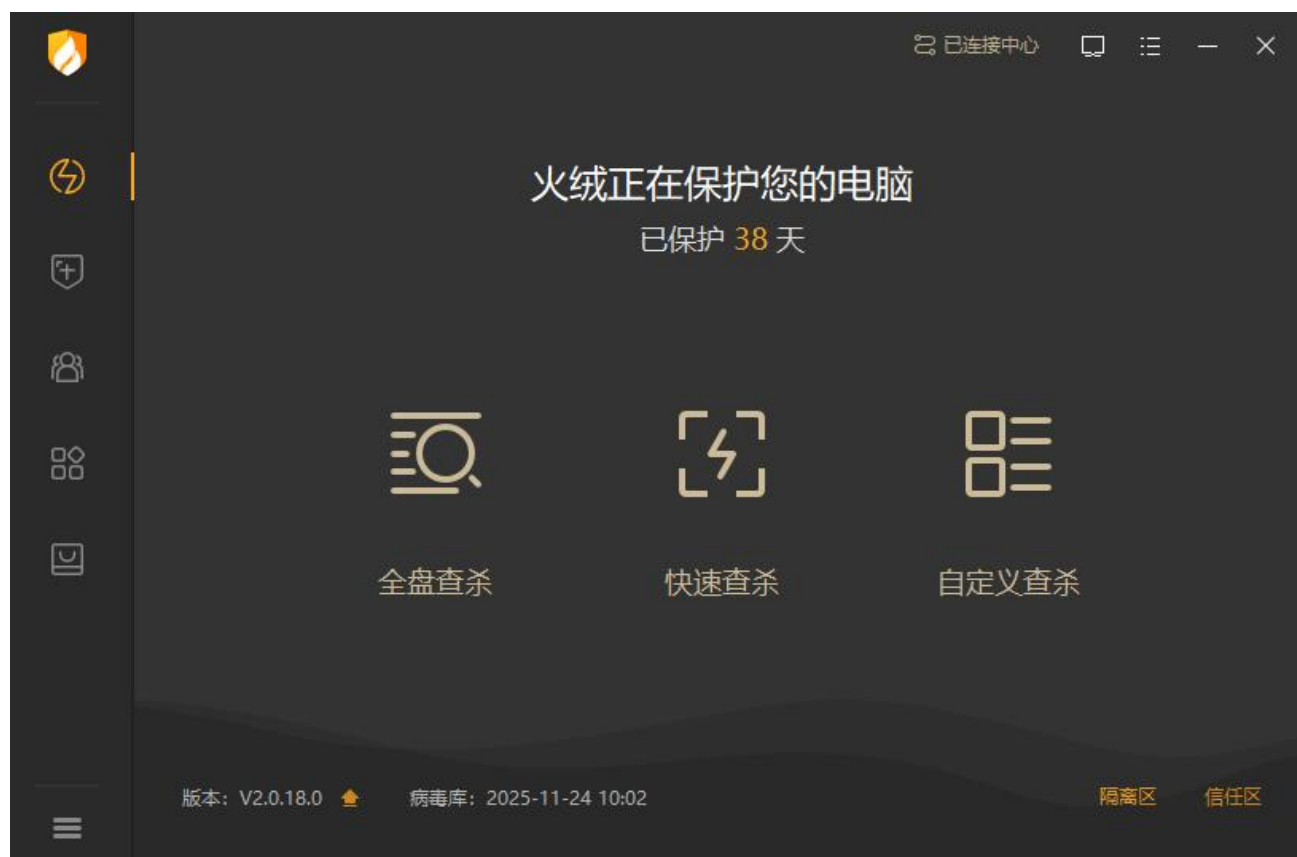 已连接中心
火绒正在保护您的电脑
已保护 38 天
全盘查杀
快速查杀
自定义查杀
版本：V2.0.18.0
病毒库：2025-11-24 10:02
隔离区
信任区